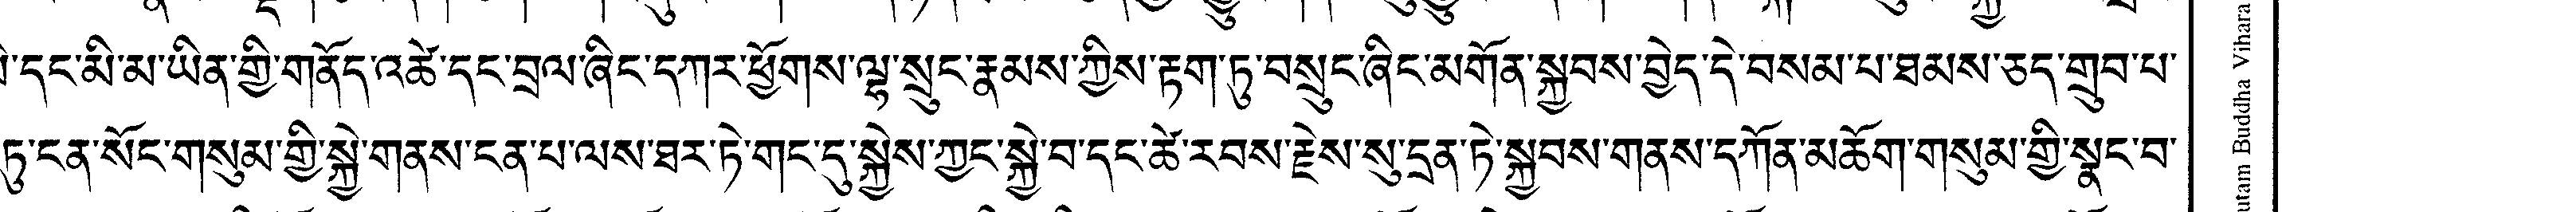 དང་མི་མ་ཡིན་གྱི་གནོད་འཚེ་དང་བྲལ་ཞིང་དཀར་ཕྱོགས་ལྷ་སྲུང་རྣམས་ཀྱིས་རྟག་ཏུ་བསྲུང་ཞིང་མགོན་སྐྱབས་བྱེད་དེ་བསམ་པ་ཐམས་ཅད་གྲུབ་པ་
ཏུ་ངན་སོང་གསུམ་གྱི་སྐྱེ་གནས་ངན་པ་ལས་ཐར་ཏེ་གང་དུ་སྐྱེས་ཀྱང་སྐྱེ་བ་དང་ཚེ་རབས་རྗེས་སུ་དྲན་ཏེ་སྐྱབས་གནས་དཀོན་མཆོག་གསུམ་གྱི་སྣང་བ་
Buddha Vihara